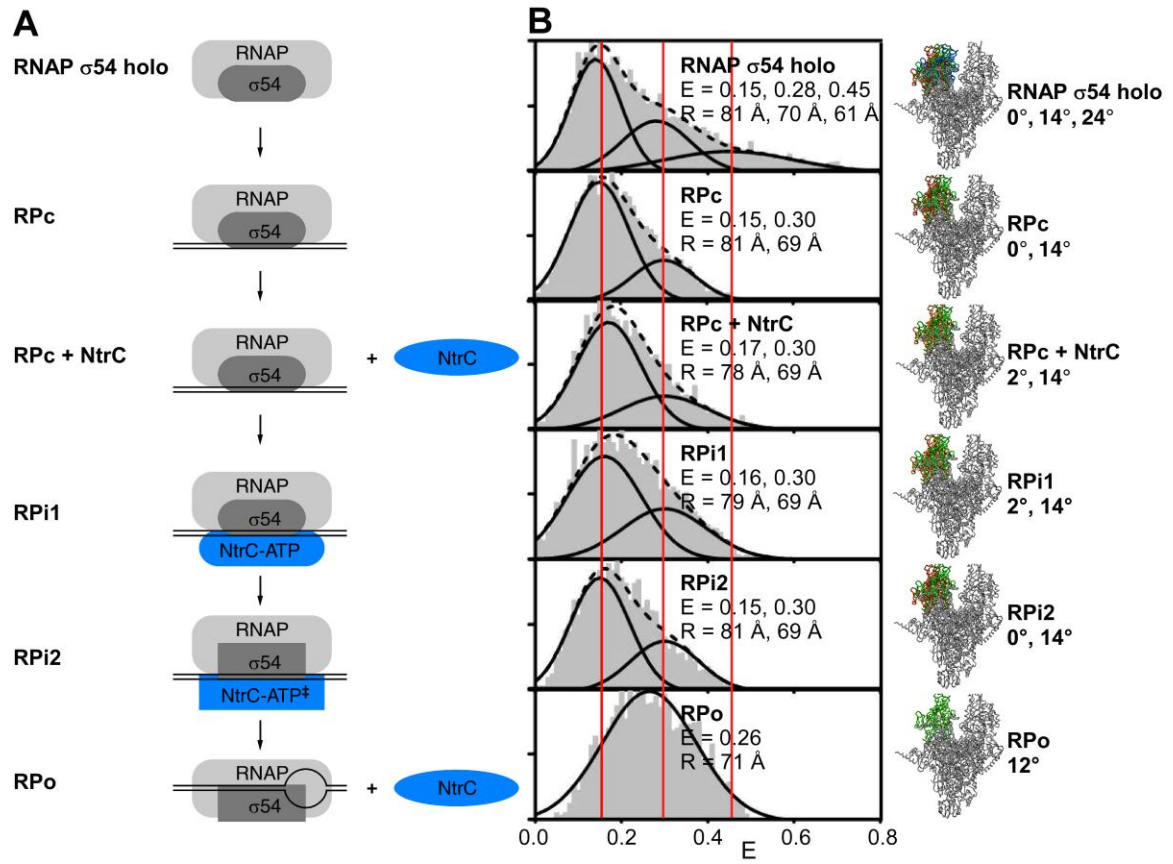 A
RNAP σ54 holo
RNAP
σ54
RPc
RNAP
σ54
RPc + NtrC
RNAP
σ54
+
NtrC
RPi1
RNAP
σ54
NtrC-ATP
RPi2
RNAP
σ54
NtrC-ATP‡
RPo
RNAP
σ54
+
NtrC
B
RNAP σ54 holo
E = 0.15, 0.28, 0.45
R = 81 Å, 70 Å, 61 Å
RPc
E = 0.15, 0.30
R = 81 Å, 69 Å
RPc + NtrC
E = 0.17, 0.30
R = 78 Å, 69 Å
RPi1
E = 0.16, 0.30
R = 79 Å, 69 Å
RPi2
E = 0.15, 0.30
R = 81 Å, 69 Å
RPo
E = 0.26
R = 71 Å
0.0 0.2 0.4 0.6 0.8
E
RNAP σ54 holo
0°, 14°, 24°
RPc
0°, 14°
RPc + NtrC
2°, 14°
RPi1
2°, 14°
RPi2
0°, 14°
RPo
12°